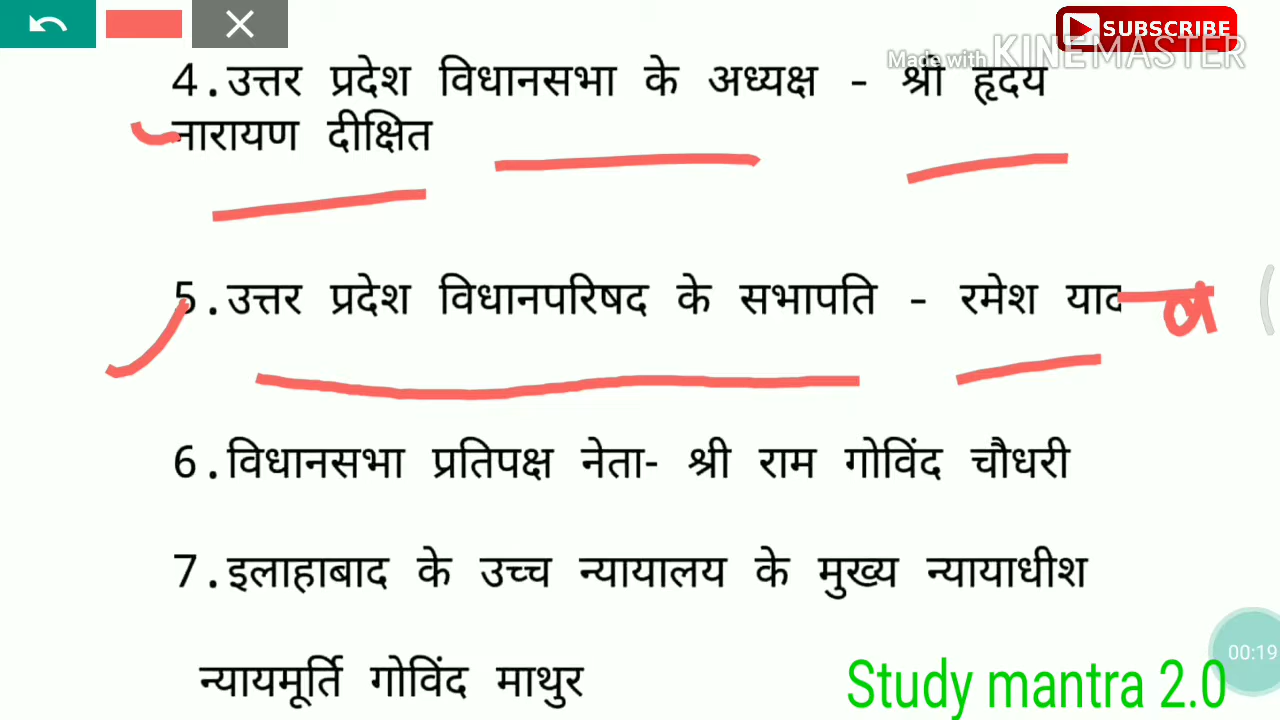 SUBSCRIBE
Made with KINEMASTER
4.उत्तर प्रदेश विधानसभा के अध्यक्ष - श्री हृदय
नारायण दीक्षित
5.उत्तर प्रदेश विधानपरिषद के सभापति - रमेश यादव
6.विधानसभा प्रतिपक्ष नेता- श्री राम गोविंद चौधरी
7.इलाहाबाद के उच्च न्यायालय के मुख्य न्यायाधीश
न्यायमूर्ति गोविंद माथुर
00:19
Study mantra 2.0